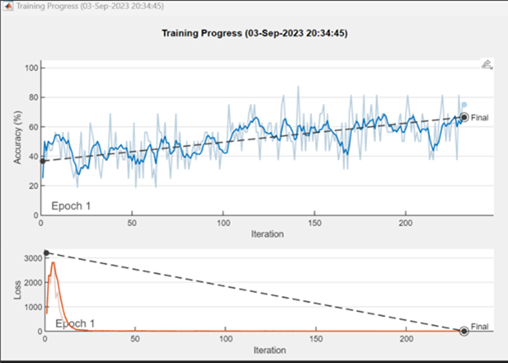 Training Progress (03-Sep-2023 20:34:45)
Training Progress (03-Sep-2023 20:34:45)
100
80
60
40
20
0
Accuracy (%)
Final
Epoch 1
0
50
100
150
200
Iteration
3000
2000
1000
0
Loss
Final
Epoch 1
0
50
100
150
200
Iteration